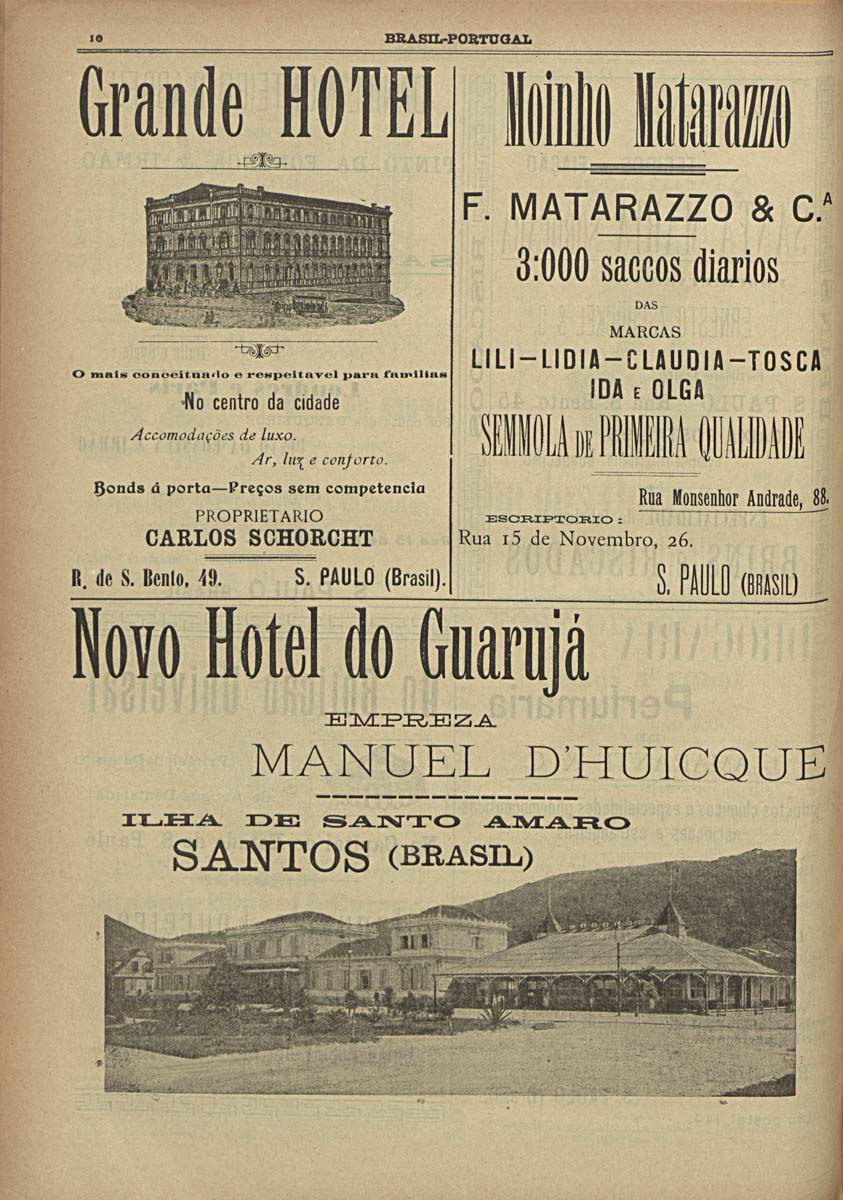 10
BRASIL-PORTUGAL
Grande HOTEL
O mais conceituado e respeitavel para familias
No centro da cidade
Accomodações de luxo.
Ar, luz e conforto.
Bonds á porta—Preços sem competencia
PROPRIETARIO
CARLOS SCHORCHT
R. de S. Bento, 49. S. PAULO (Brasil).
Moinho Matarazzo
F. MATARAZZO & C.ᴬ
3:000 saccos diarios
DAS
MARCAS
LILI—LIDIA—CLAUDIA—TOSCA
IDA E OLGA
SEMMOLA DE PRIMEIRA QUALIDADE
Rua Monsenhor Andrade, 88.
ESCRIPTORIO:
Rua 15 de Novembro, 26.
S. PAULO (BRASIL)
Novo Hotel do Guarujá
EMPREZA
MANUEL D'HUICQUE
ILHA DE SANTO AMARO
SANTOS (BRASIL)